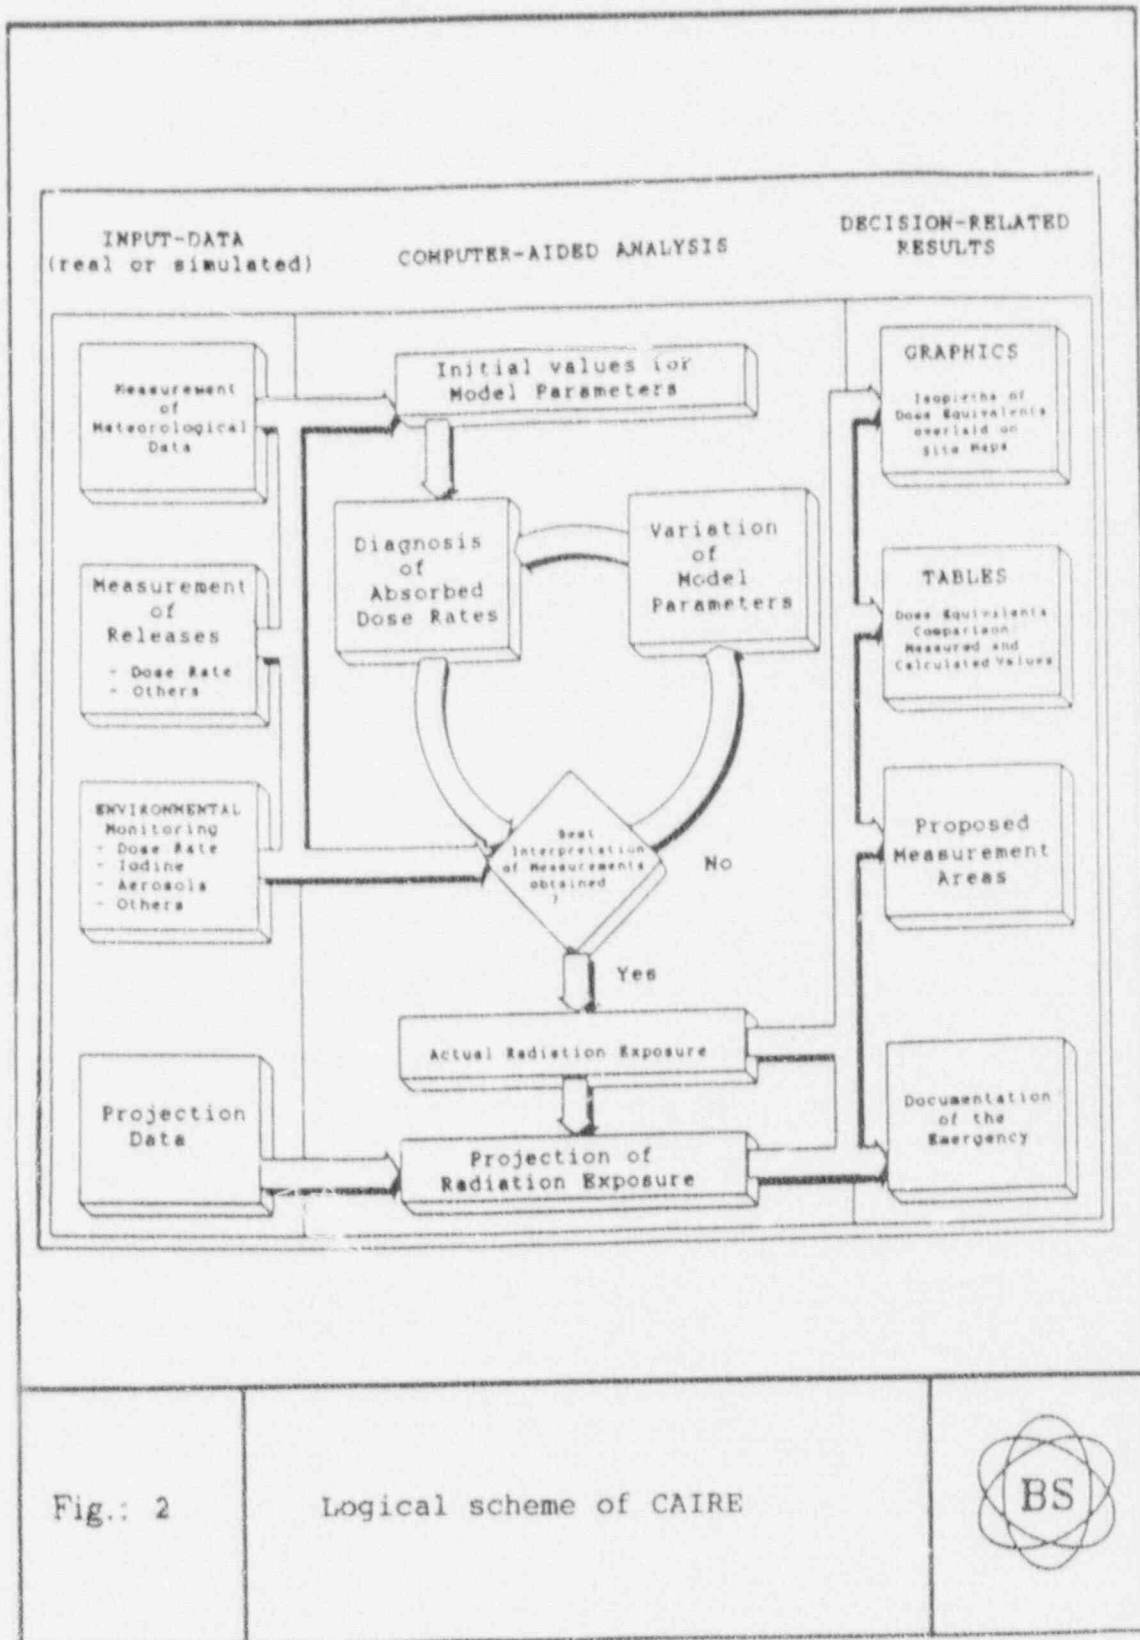 INPUT-DATA
(real or simulated)
COMPUTER-AIDED ANALYSIS
DECISION-RELATED
RESULTS
Measurement
of
Meteorological
Data
Measurement
of
Releases
- Dose Rate
- Others
ENVIRONMENTAL
Monitoring
- Dose Rate
- Iodine
- Aerosols
- Others
Projection
Data
Initial values for
Model Parameters
Diagnosis
of
Absorbed
Dose Rates
Variation
of
Model
Parameters
Best
Interpretation
of Measurements
obtained
?
No
Yes
Actual Radiation Exposure
Projection of
Radiation Exposure
GRAPHICS
Isopleths of
Dose Equivalents
overlaid on
Site Maps
TABLES
Dose Equivalents
Comparison:
Measured and
Calculated Values
Proposed
Measurement
Areas
Documentation
of the
Emergency
Fig.: 2
Logical scheme of CAIRE
BS